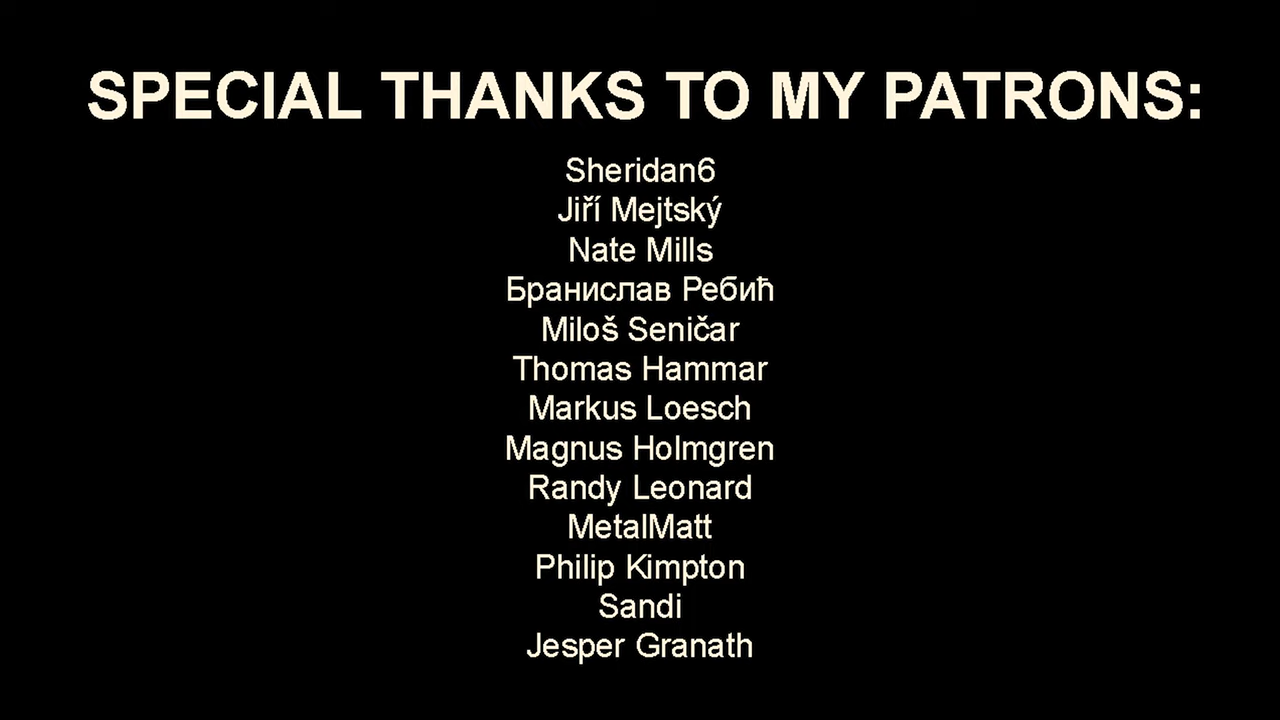 SPECIAL THANKS TO MY PATRONS:
Sheridan6
Jiří Mejtský
Nate Mills
Бранислав Ребић
Miloš Seničar
Thomas Hammar
Markus Loesch
Magnus Holmgren
Randy Leonard
MetalMatt
Philip Kimpton
Sandi
Jesper Granath